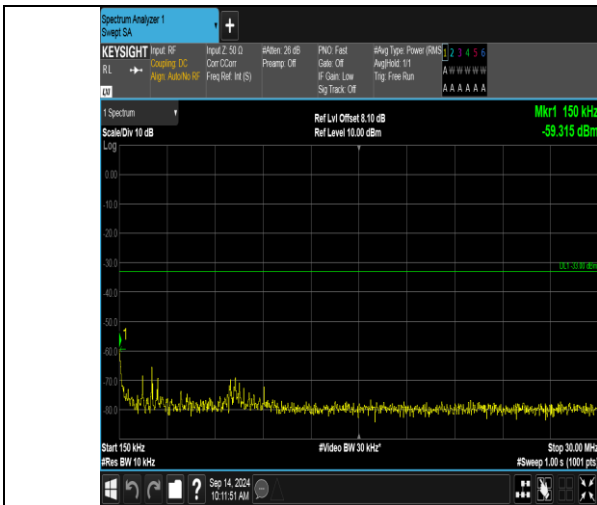 Spectrum Analyzer 1
Swept SA
+
KEYSIGHT Input: RF Input Z: 50 Ω #Atten: 26 dB PNO: Fast #Avg Type: Power (RMS 1 2 3 4 5 6
RL Coupling: DC Corr CCorr Preamp: Off Gate: Off Avg|Hold: 1/1 A W W W W W
Align: Auto/No RF Freq Ref: Int (S) IF Gain: Low Trig: Free Run
Sig Track: Off A A A A A A
LXI
1 Spectrum Ref Lvl Offset 8.10 dB Mkr1 150 kHz
Scale/Div 10 dB Ref Level 10.00 dBm -59.315 dBm
Log
0.00
-10.0
-20.0
-30.0
DL1 -33.00 dBm
-40.0
-50.0
1
-60.0
-70.0
-80.0
Start 150 kHz #Video BW 30 kHz* Stop 30.00 MHz
#Res BW 10 kHz #Sweep 1.00 s (1001 pts)
? Sep 14, 2024
10:11:51 AM